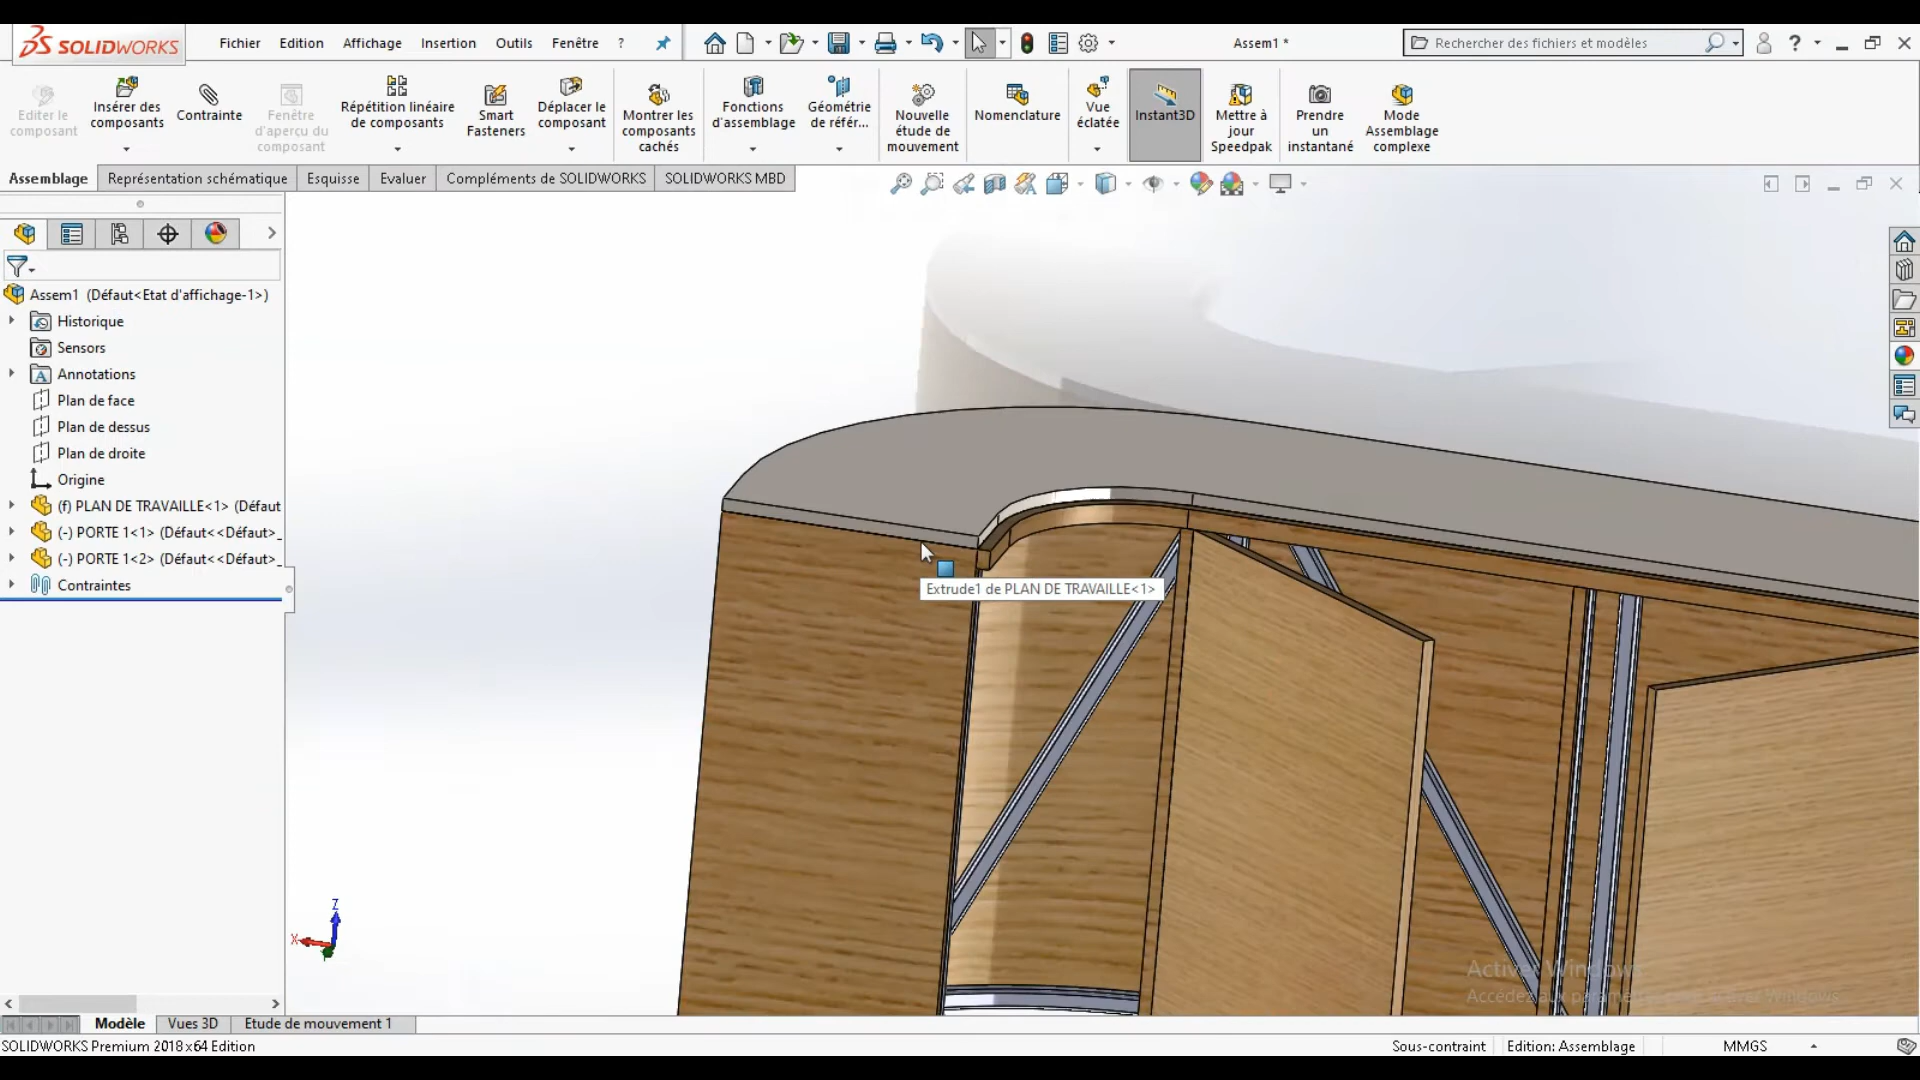 SOLIDWORKS
Fichier Edition Affichage Insertion Outils Fenêtre ?
Assem1 *
Rechercher des fichiers et modèles
Editer le composant
Insérer des composants
Contrainte
Fenêtre d'aperçu du composant
Répétition linéaire de composants
Smart Fasteners
Déplacer le composant
Montrer les composants cachés
Fonctions d'assemblage
Géométrie de référ...
Nouvelle étude de mouvement
Nomenclature
Vue éclatée
Instant3D
Mettre à jour Speedpak
Prendre un instantané
Mode Assemblage complexe
Assemblage Représentation schématique Esquisse Evaluer Compléments de SOLIDWORKS SOLIDWORKS MBD
Assem1 (Défaut<Etat d'affichage-1>)
Historique
Sensors
Annotations
Plan de face
Plan de dessus
Plan de droite
Origine
(f) PLAN DE TRAVAILLE<1> (Défaut
(-) PORTE 1<1> (Défaut<<Défaut>_
(-) PORTE 1<2> (Défaut<<Défaut>_
Contraintes
Extrude1 de PLAN DE TRAVAILLE<1>
Z
X
Y
Modèle Vues 3D Etude de mouvement 1
SOLIDWORKS Premium 2018 x64 Edition
Sous-contraint Edition: Assemblage MMGS